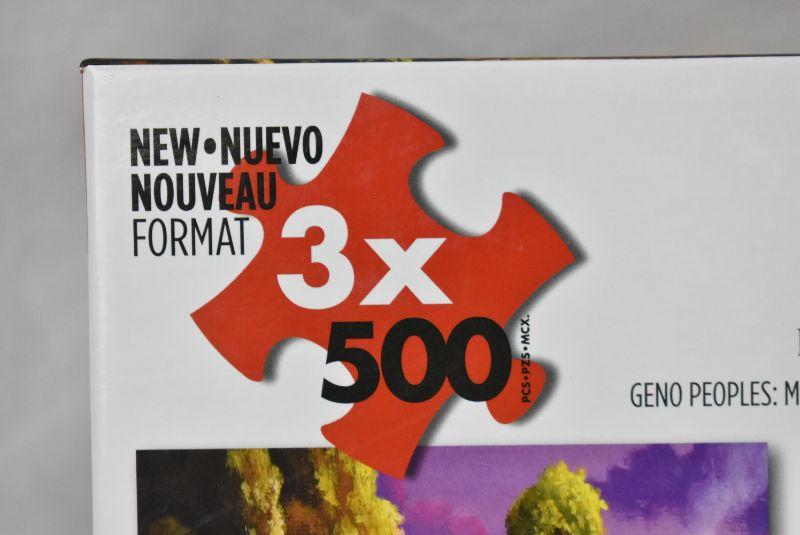 NEW•NUEVO
NOUVEAU
FORMAT
3x
500
PCS•PZS•MCX.
GENO PEOPLES: M